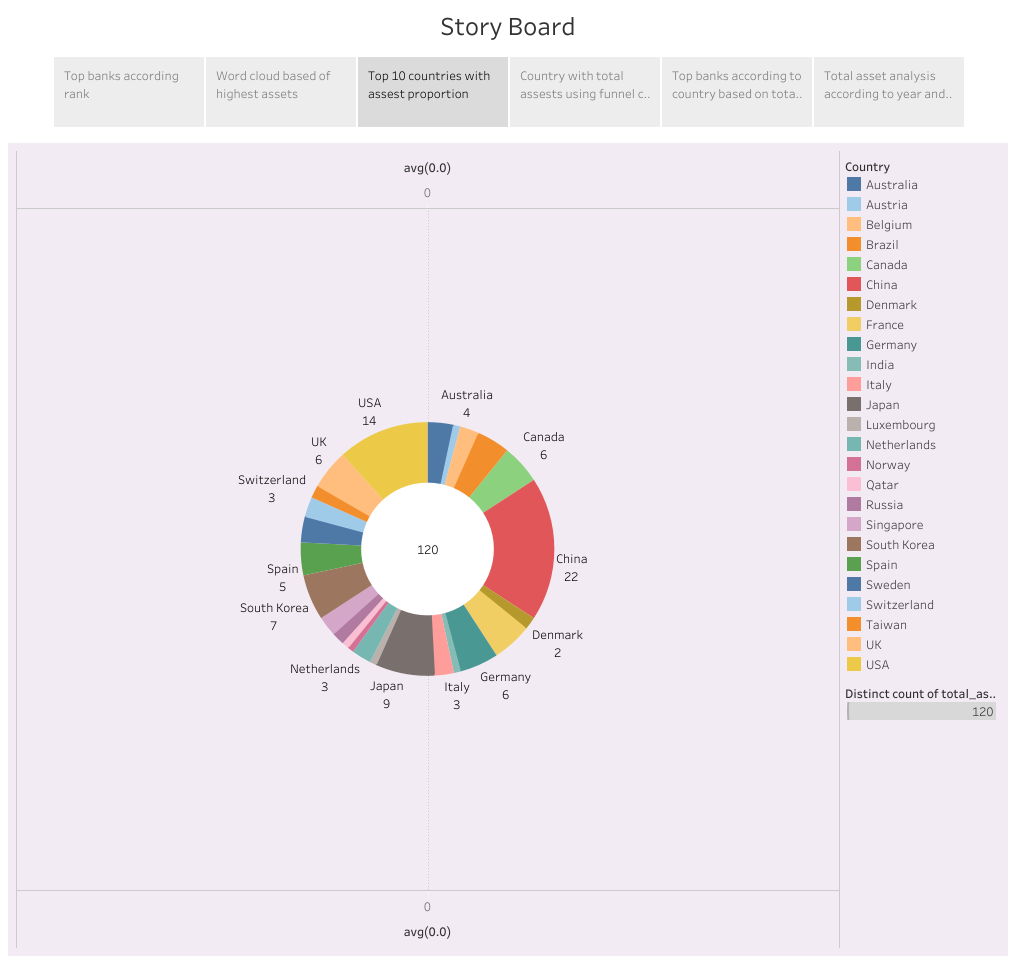 Story Board
Top banks according
rank
Word cloud based of
highest assets
Top 10 countries with
assest proportion
Country with total
assests using funnel c..
Top banks according to
country based on tota..
Total asset analysis
according to year and..
avg(0.0)
0
USA
14
Australia
4
UK
6
Canada
6
Switzerland
3
120
China
22
Spain
5
South Korea
7
Denmark
2
Netherlands
3
Japan
9
Italy
3
Germany
6
0
avg(0.0)
Country
Australia
Austria
Belgium
Brazil
Canada
China
Denmark
France
Germany
India
Italy
Japan
Luxembourg
Netherlands
Norway
Qatar
Russia
Singapore
South Korea
Spain
Sweden
Switzerland
Taiwan
UK
USA
Distinct count of total_as..
120